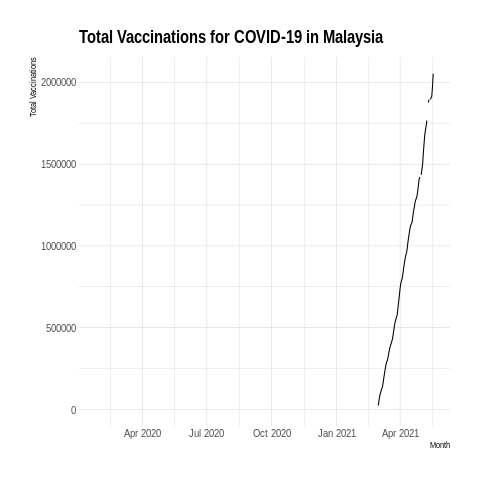 Total Vaccinations for COVID-19 in Malaysia
Total Vaccinations
2000000
1500000
1000000
500000
0
Apr 2020 Jul 2020 Oct 2020 Jan 2021 Apr 2021
Month